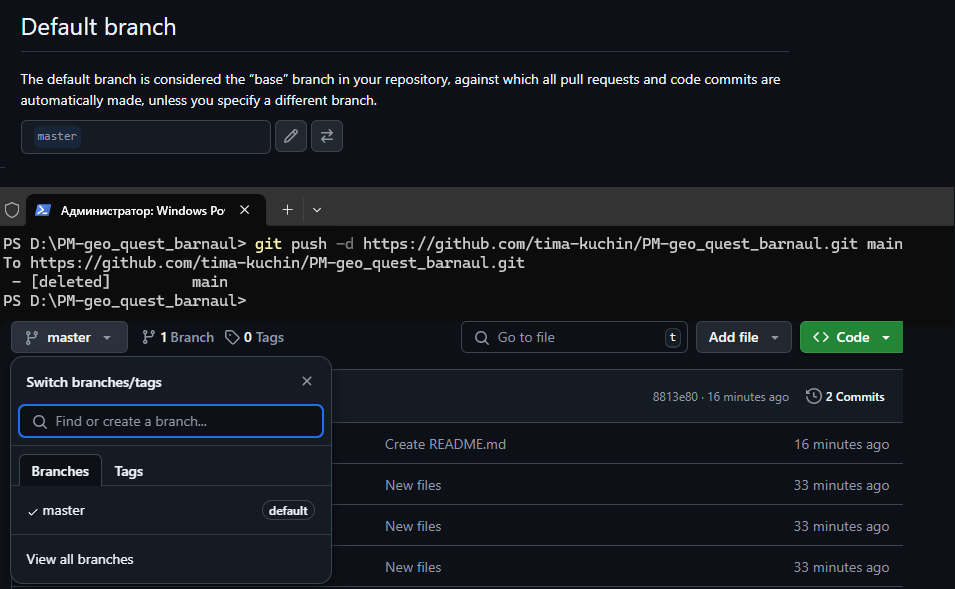 Default branch
The default branch is considered the “base” branch in your repository, against which all pull requests and code commits are
automatically made, unless you specify a different branch.
master
Администратор: Windows Po
PS D:\PM-geo_quest_barnaul> git push -d https://github.com/tima-kuchin/PM-geo_quest_barnaul.git main
To https://github.com/tima-kuchin/PM-geo_quest_barnaul.git
- [deleted] main
PS D:\PM-geo_quest_barnaul>
master 1 Branch 0 Tags Go to file t Add file Code
Switch branches/tags
8813e80 · 16 minutes ago 2 Commits
Find or create a branch...
Create README.md 16 minutes ago
Branches Tags
New files 33 minutes ago
master default
New files 33 minutes ago
View all branches
New files 33 minutes ago